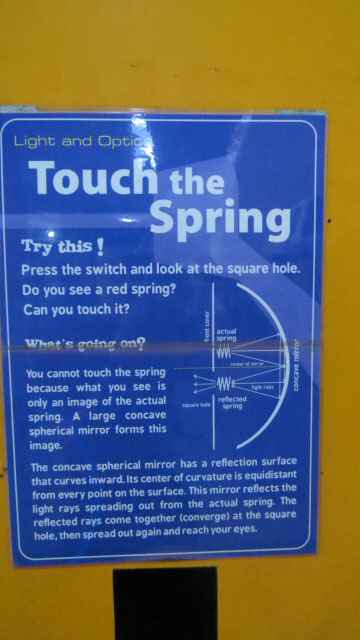 Light and Optics
Touch the
Spring
Try this!
Press the switch and look at the square hole.
Do you see a red spring?
Can you touch it?
What's going on?
You cannot touch the spring
because what you see is
only an image of the actual
spring. A large concave
spherical mirror forms this
image.
front cover
actual
spring
center of mirror
concave mirror
light rays
square hole
reflected
spring
The concave spherical mirror has a reflection surface
that curves inward. Its center of curvature is equidistant
from every point on the surface. This mirror reflects the
light rays spreading out from the actual spring. The
reflected rays come together (converge) at the square
hole, then spread out again and reach your eyes.